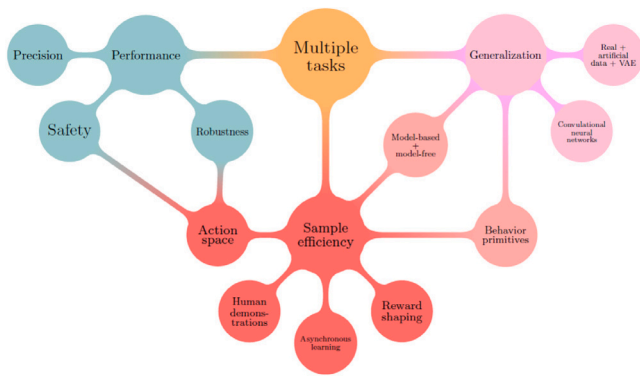 Precision
Performance
Multiple
tasks
Generalization
Real +
artificial
data + VAE
Safety
Robustness
Model-based
+
model-free
Convulational
neural
networks
Action
space
Sample
efficiency
Behavior
primitives
Human
demons-
trations
Asynchronous
learning
Reward
shaping